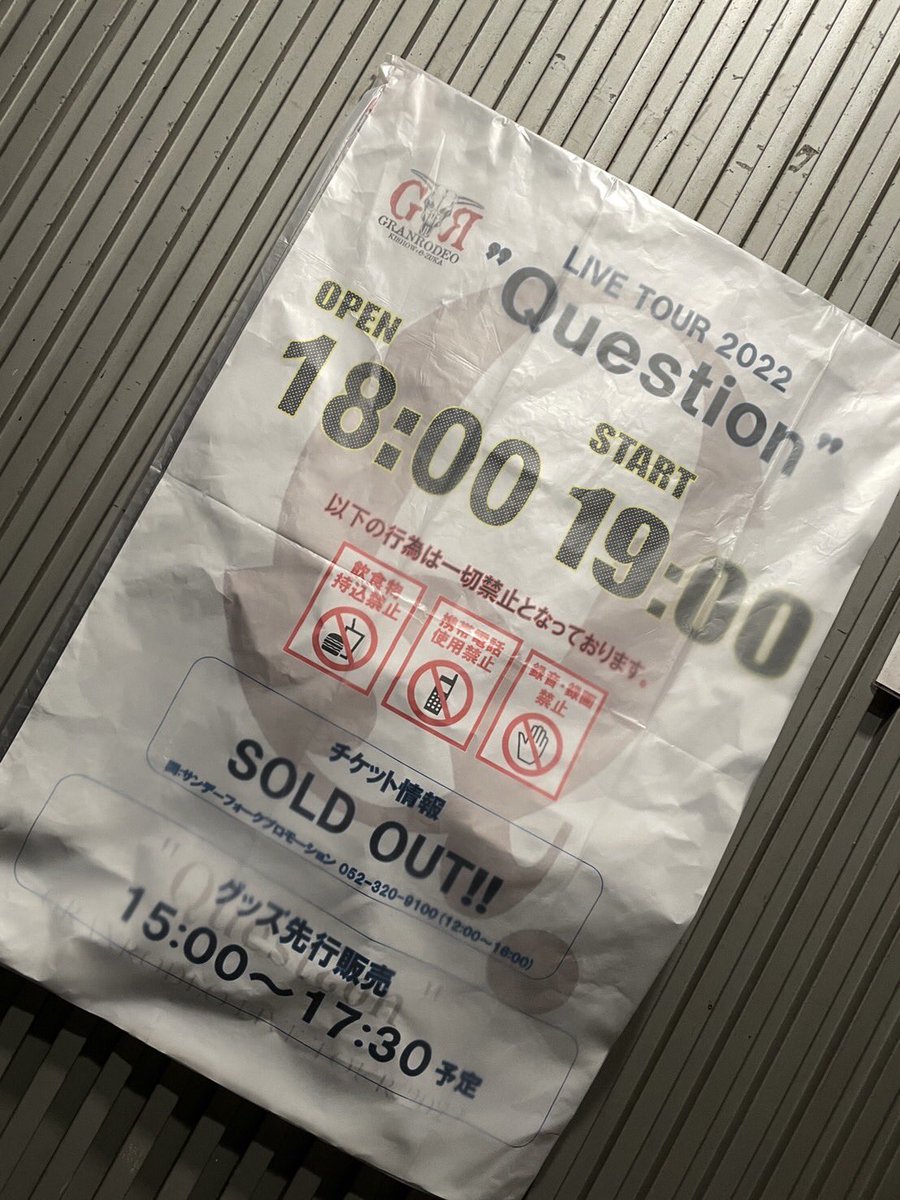 GR
GRANRODEO
KISHOW.e-ZUKA
LIVE TOUR 2022
"Question"
OPEN
18:00
START
19:00
以下の行為は一切禁止となっております。
飲食物
持込禁止
携帯電話
使用禁止
録音・録画
禁止
チケット情報
SOLD OUT!!
問:サンデーフォークプロモーション 052-320-9100 (12:00～18:00)
グッズ先行販売
15:00～17:30 予定
"Question"